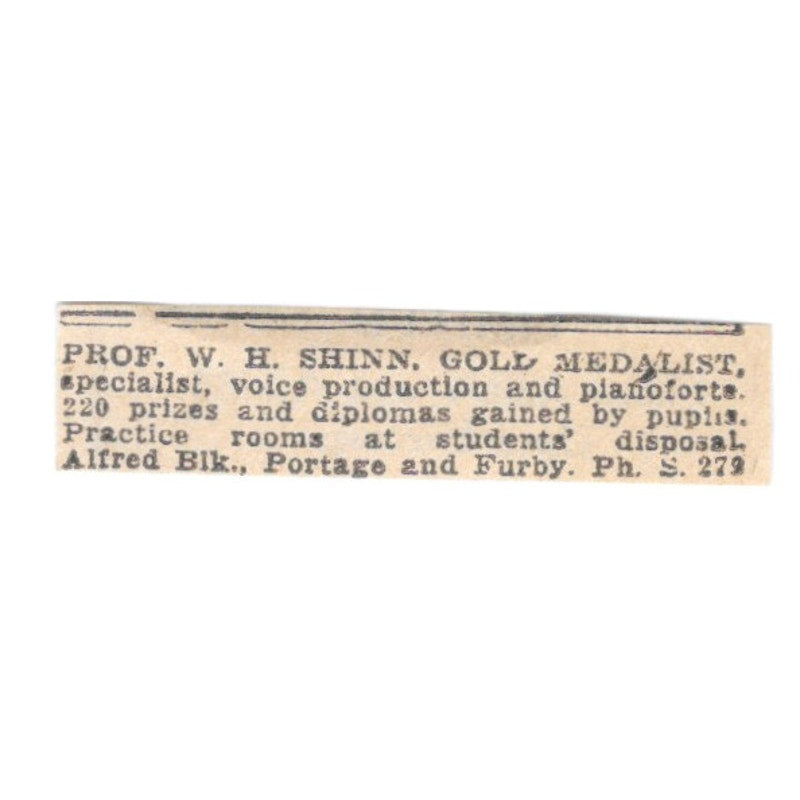 PROF. W. H. SHINN, GOLD MEDALIST,
specialist, voice production and pianoforte.
220 prizes and diplomas gained by pupils.
Practice rooms at students' disposal.
Alfred Blk., Portage and Furby. Ph. S. 272